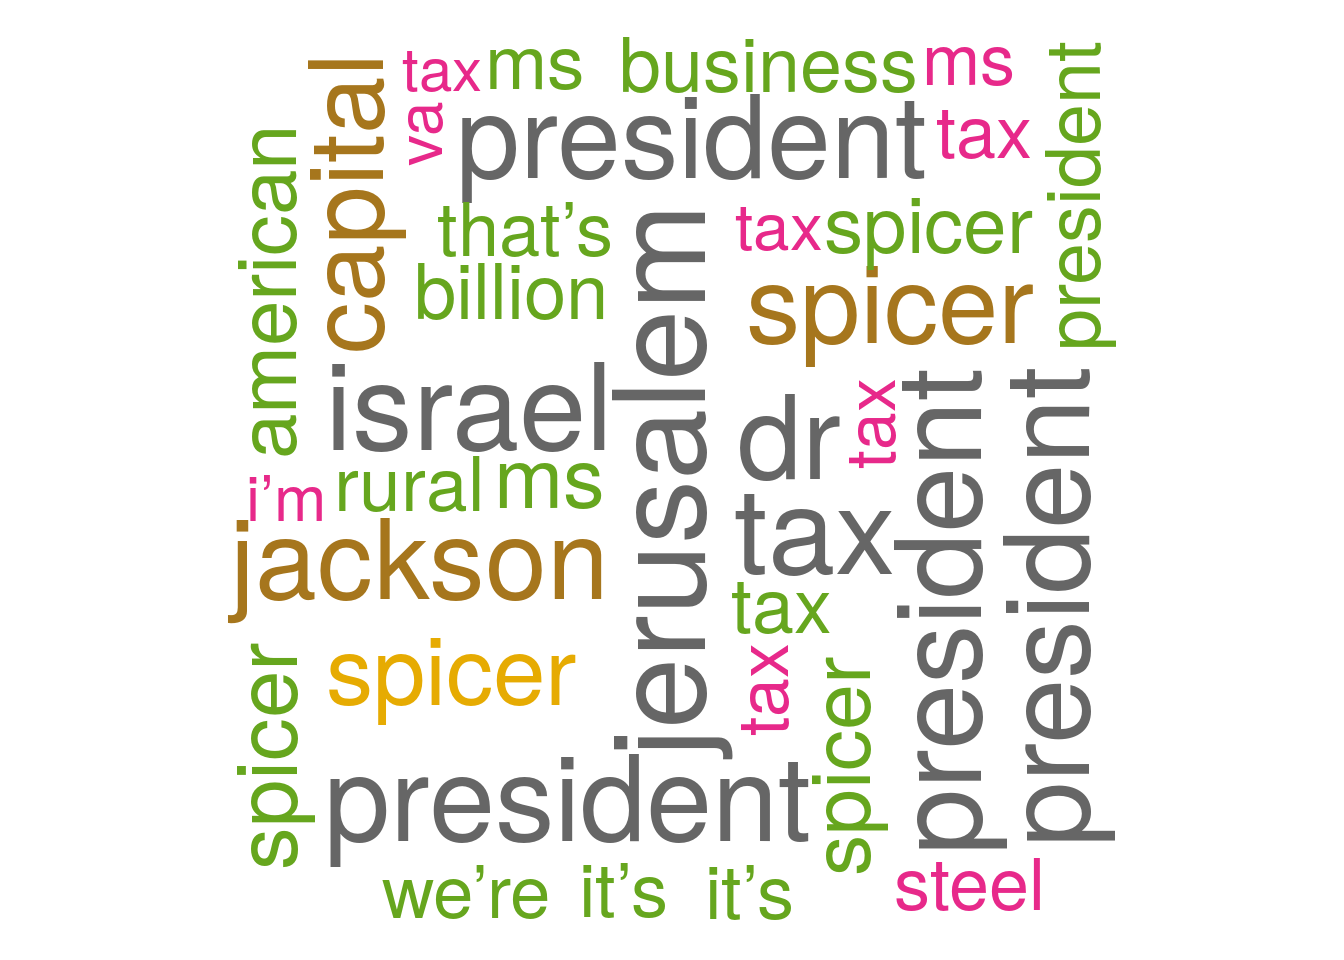 tax
ms
business
ms
president
capital
va
president
tax
american
that’s
tax
spicer
billion
spicer
jerusalem
israel
dr
tax
president
president
i’m
rural
ms
tax
jackson
tax
spicer
spicer
tax
spicer
president
we’re
it’s
it’s
steel